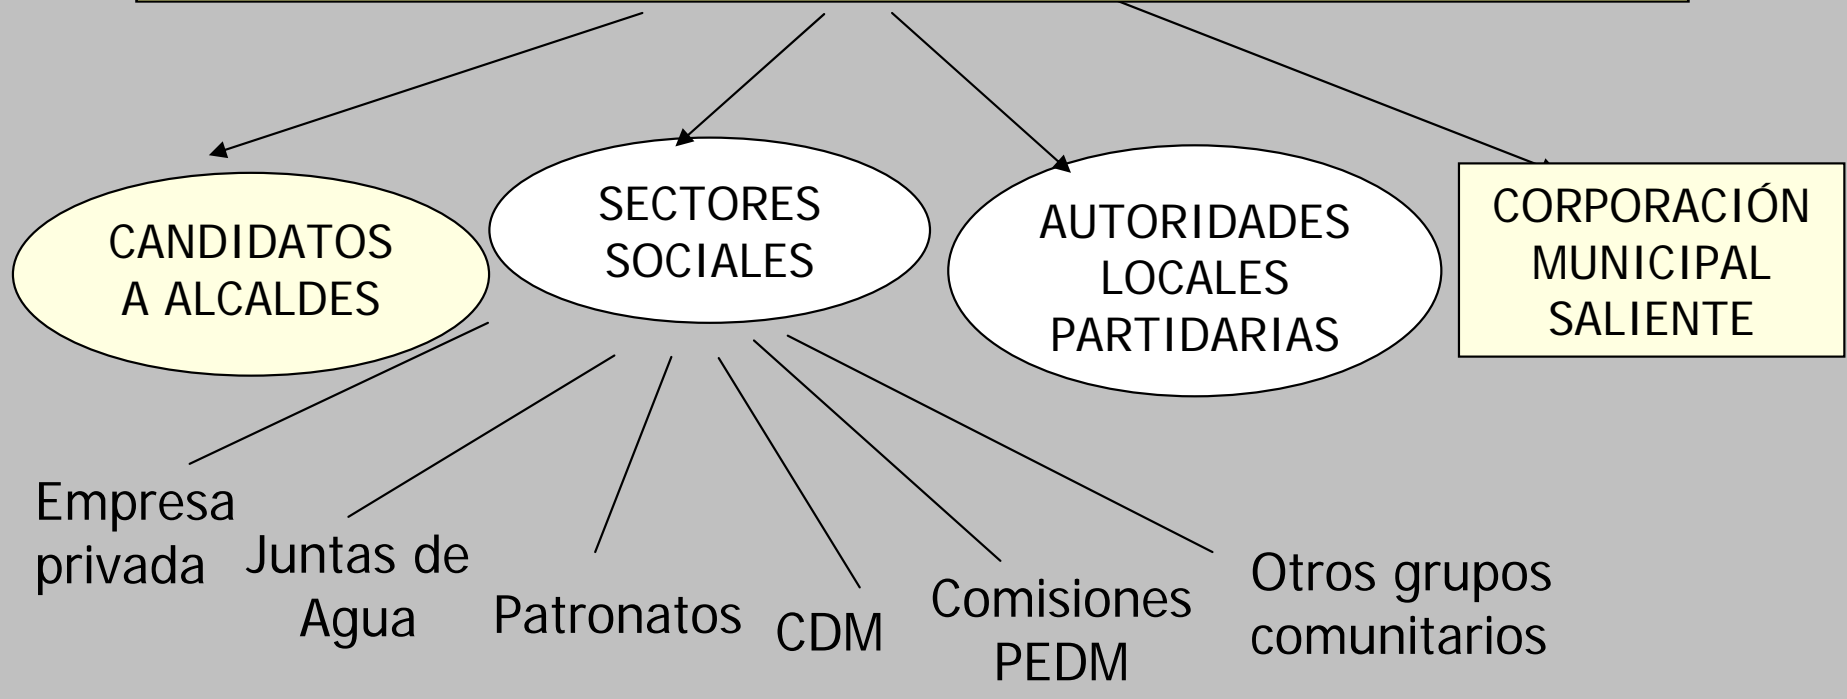 CANDIDATOS
A ALCALDES
SECTORES
SOCIALES
AUTORIDADES
LOCALES
PARTIDARIAS
CORPORACIÓN
MUNICIPAL
SALIENTE
Empresa
privada
Juntas de
Agua
Patronatos
CDM
Comisiones
PEDM
Otros grupos
comunitarios